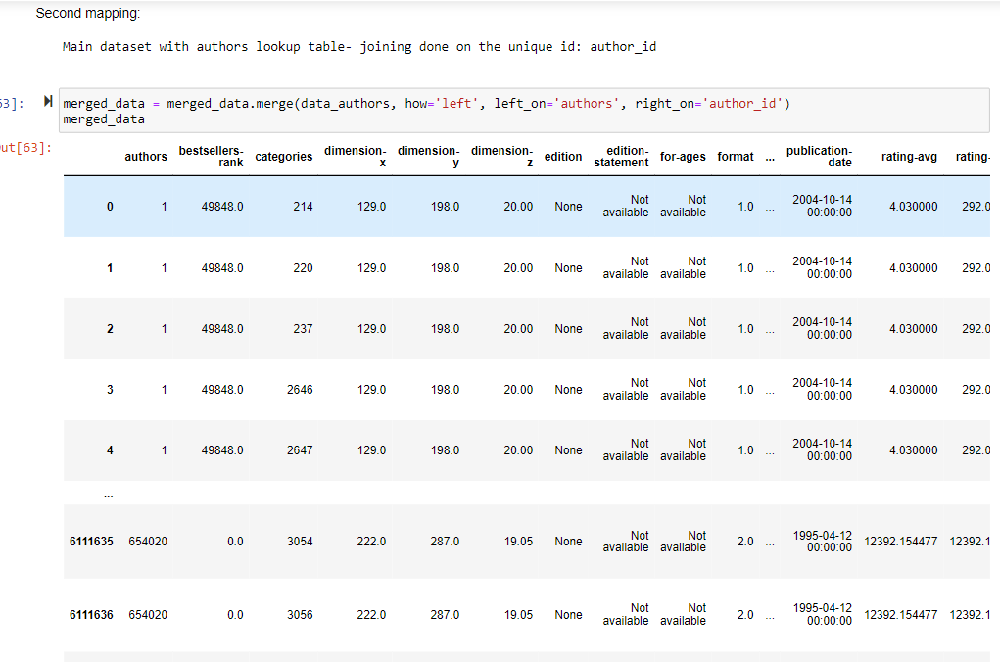 Second mapping:
Main dataset with authors lookup table- joining done on the unique id: author_id
63]:
merged_data = merged_data.merge(data_authors, how='left', left_on='authors', right_on='author_id')
merged_data
ut[63]:
authors bestsellers-rank categories dimension-x dimension-y dimension-z edition edition-statement for-ages format ... publication-date rating-avg rating-
0 1 49848.0 214 129.0 198.0 20.00 None Not available Not available 1.0 ... 2004-10-14 00:00:00 4.030000 292.0
1 1 49848.0 220 129.0 198.0 20.00 None Not available Not available 1.0 ... 2004-10-14 00:00:00 4.030000 292.0
2 1 49848.0 237 129.0 198.0 20.00 None Not available Not available 1.0 ... 2004-10-14 00:00:00 4.030000 292.0
3 1 49848.0 2646 129.0 198.0 20.00 None Not available Not available 1.0 ... 2004-10-14 00:00:00 4.030000 292.0
4 1 49848.0 2647 129.0 198.0 20.00 None Not available Not available 1.0 ... 2004-10-14 00:00:00 4.030000 292.0
... ... ... ... ... ... ... ... ... ... ... ... ... ...
6111635 654020 0.0 3054 222.0 287.0 19.05 None Not available Not available 2.0 ... 1995-04-12 00:00:00 12392.154477 12392.1
6111636 654020 0.0 3056 222.0 287.0 19.05 None Not available Not available 2.0 ... 1995-04-12 00:00:00 12392.154477 12392.1